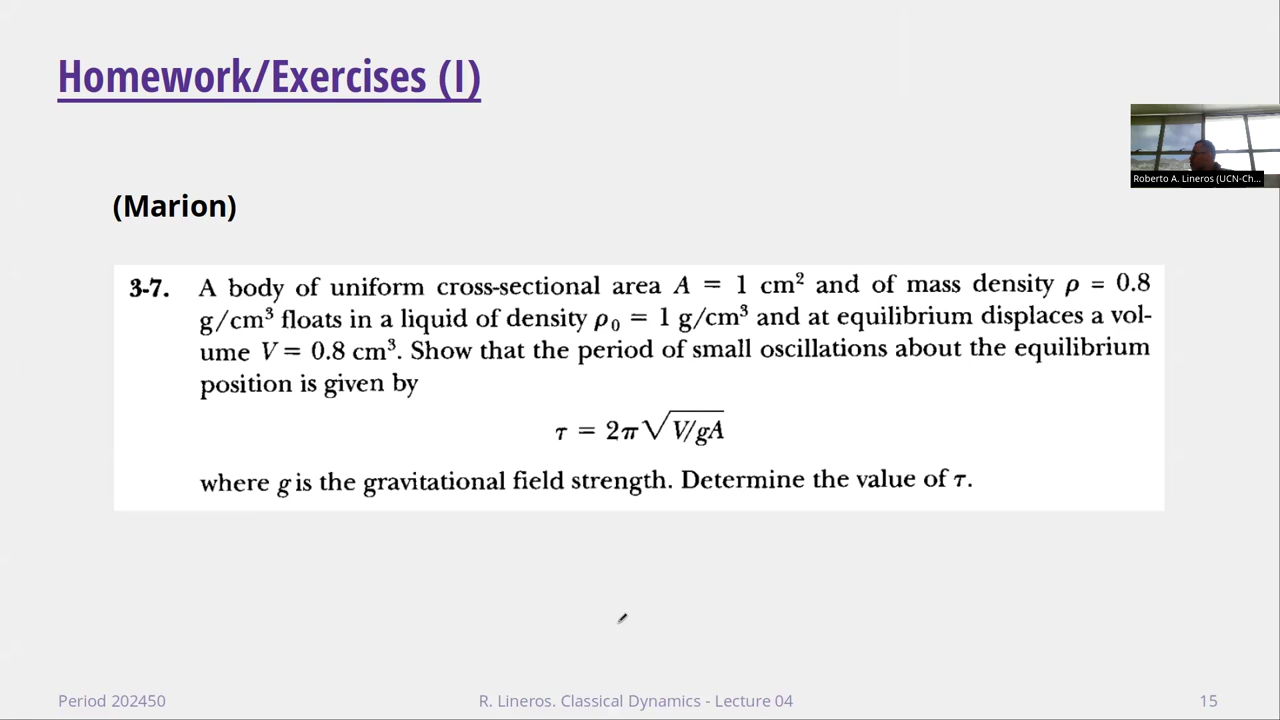 Homework/Exercises (I)
Roberto A. Lineros (UCN-Ch...
(Marion)
3-7. A body of uniform cross-sectional area A = 1 cm² and of mass density ρ = 0.8
g/cm³ floats in a liquid of density ρ₀ = 1 g/cm³ and at equilibrium displaces a vol-
ume V = 0.8 cm³. Show that the period of small oscillations about the equilibrium
position is given by
τ = 2π√V/gA
where g is the gravitational field strength. Determine the value of τ.
Period 202450
R. Lineros. Classical Dynamics - Lecture 04
15